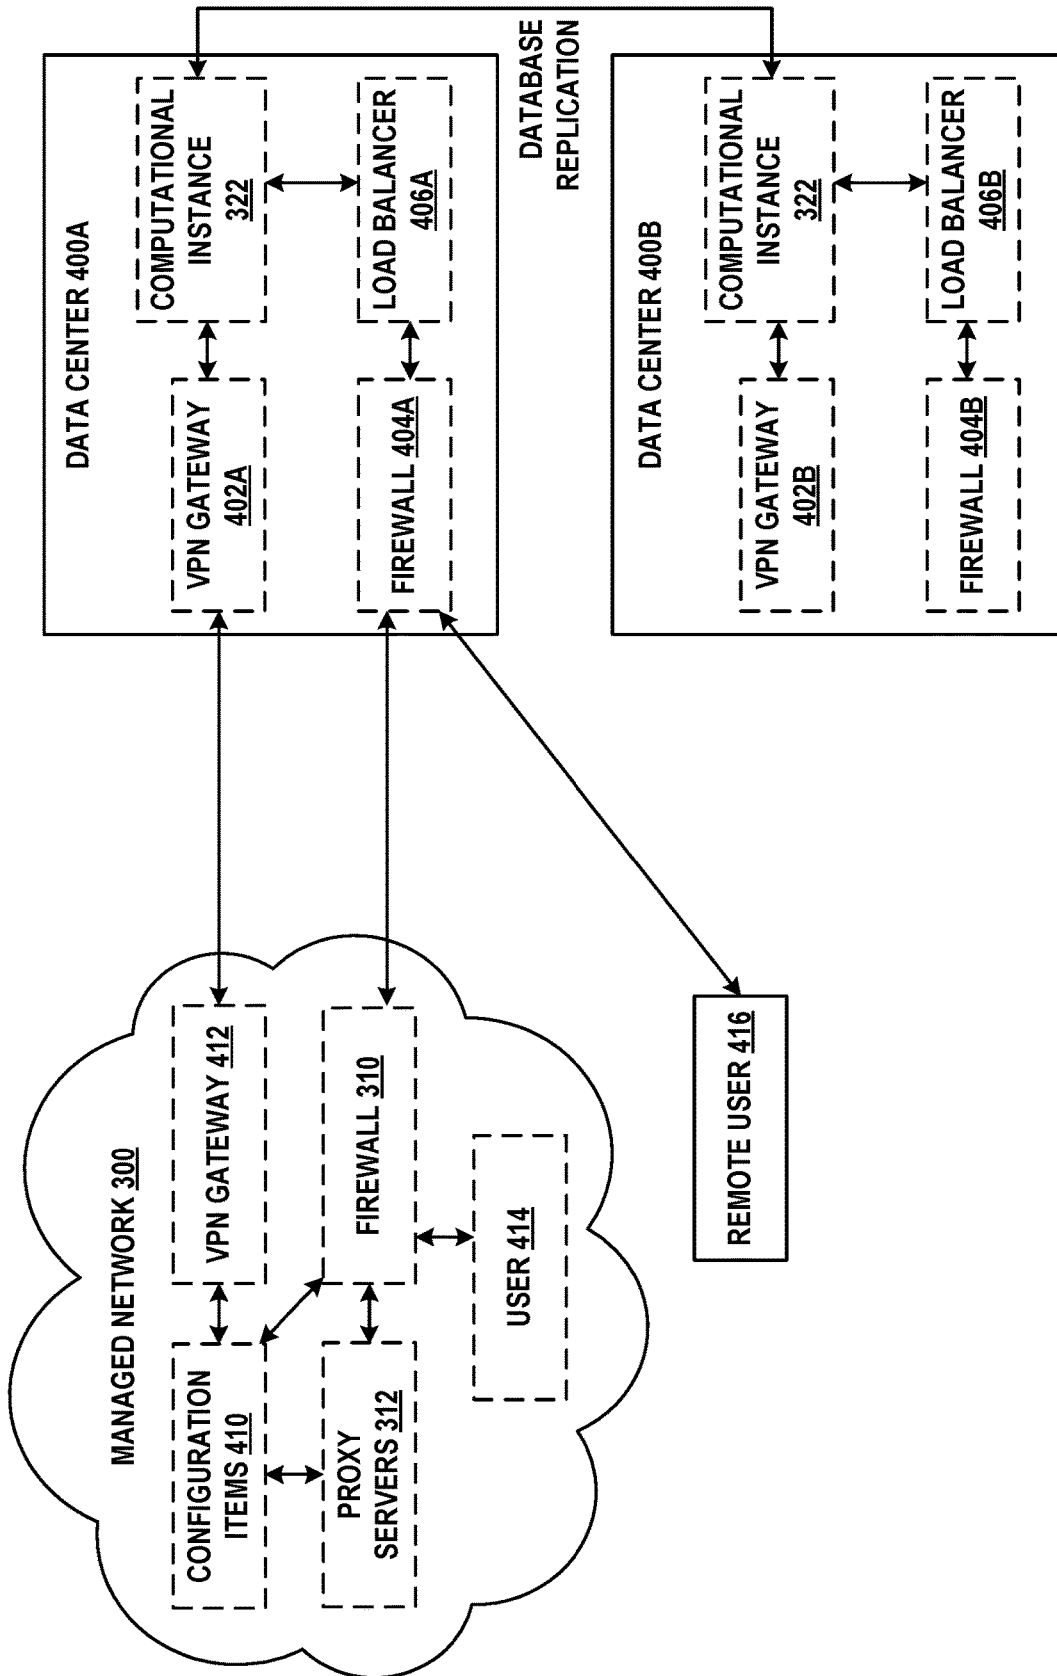 MANAGED NETWORK 300
CONFIGURATION
ITEMS 410
VPN GATEWAY 412
PROXY
SERVERS 312
FIREWALL 310
USER 414
REMOTE USER 416
DATA CENTER 400A
VPN GATEWAY
402A
COMPUTATIONAL
INSTANCE
322
FIREWALL 404A
LOAD BALANCER
406A
DATABASE
REPLICATION
DATA CENTER 400B
VPN GATEWAY
402B
COMPUTATIONAL
INSTANCE
322
FIREWALL 404B
LOAD BALANCER
406B